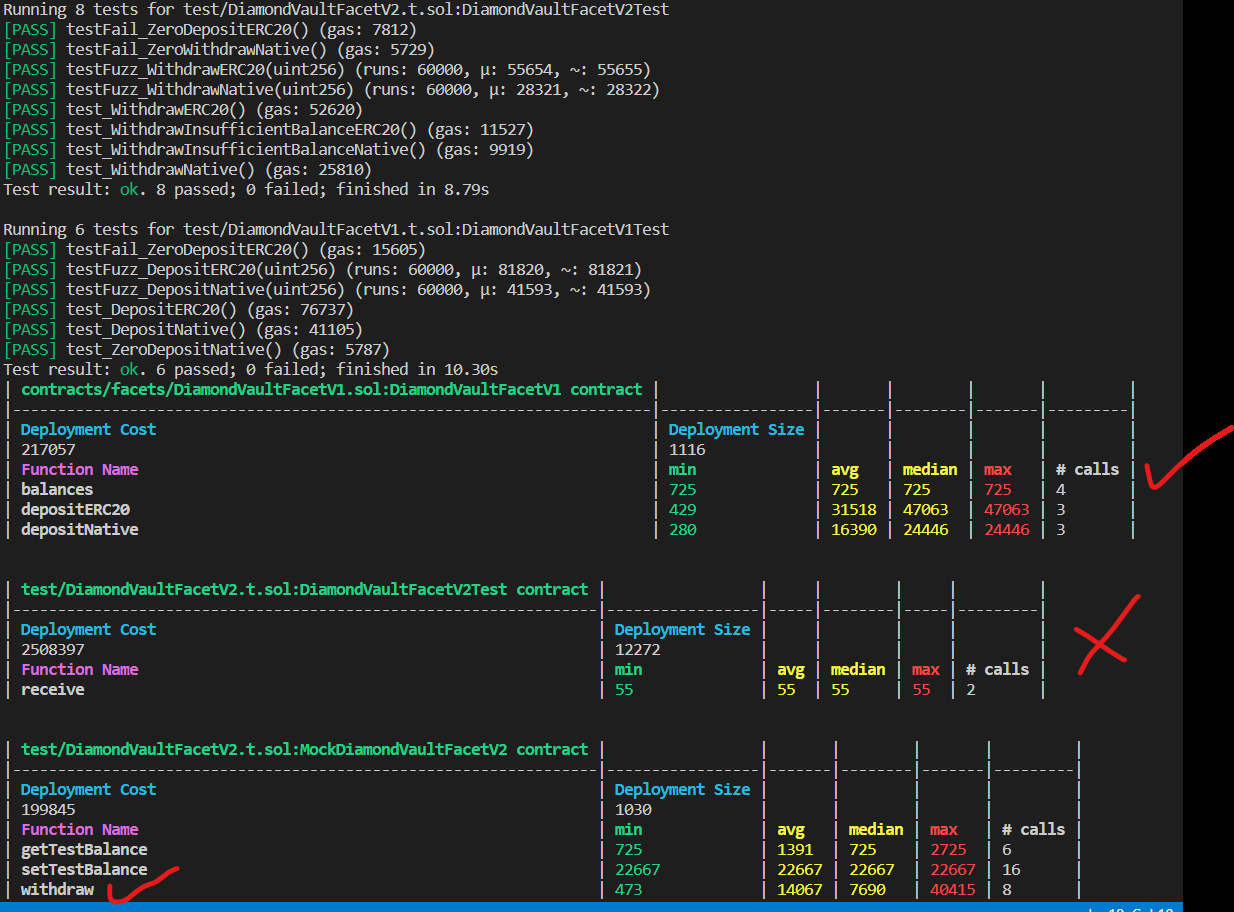 Running 8 tests for test/DiamondVaultFacetV2.t.sol:DiamondVaultFacetV2Test
[PASS] testFail_ZeroDepositERC20() (gas: 7812)
[PASS] testFail_ZeroWithdrawNative() (gas: 5729)
[PASS] testFuzz_WithdrawERC20(uint256) (runs: 60000, μ: 55654, ~: 55655)
[PASS] testFuzz_WithdrawNative(uint256) (runs: 60000, μ: 28321, ~: 28322)
[PASS] test_WithdrawERC20() (gas: 52620)
[PASS] test_WithdrawInsufficientBalanceERC20() (gas: 11527)
[PASS] test_WithdrawInsufficientBalanceNative() (gas: 9919)
[PASS] test_WithdrawNative() (gas: 25810)
Test result: ok. 8 passed; 0 failed; finished in 8.79s
Running 6 tests for test/DiamondVaultFacetV1.t.sol:DiamondVaultFacetV1Test
[PASS] testFail_ZeroDepositERC20() (gas: 15605)
[PASS] testFuzz_DepositERC20(uint256) (runs: 60000, μ: 81820, ~: 81821)
[PASS] testFuzz_DepositNative(uint256) (runs: 60000, μ: 41593, ~: 41593)
[PASS] test_DepositERC20() (gas: 76737)
[PASS] test_DepositNative() (gas: 41105)
[PASS] test_ZeroDepositNative() (gas: 5787)
Test result: ok. 6 passed; 0 failed; finished in 10.30s
| contracts/facets/DiamondVaultFacetV1.sol:DiamondVaultFacetV1 contract | | | | | |
|-----------------------------------------------------------------------|-----------------|-------|--------|-------|---------|
| Deployment Cost | Deployment Size | | | | |
| 217057 | 1116 | | | | |
| Function Name | min | avg | median | max | # calls |
| balances | 725 | 725 | 725 | 725 | 4 |
| depositERC20 | 429 | 31518 | 47063 | 47063 | 3 |
| depositNative | 280 | 16390 | 24446 | 24446 | 3 |
| test/DiamondVaultFacetV2.t.sol:DiamondVaultFacetV2Test contract | | | | | |
|-----------------------------------------------------------------|-----------------|-----|--------|-----|---------|
| Deployment Cost | Deployment Size | | | | |
| 2508397 | 12272 | | | | |
| Function Name | min | avg | median | max | # calls |
| receive | 55 | 55 | 55 | 55 | 2 |
| test/DiamondVaultFacetV2.t.sol:MockDiamondVaultFacetV2 contract | | | | | |
|-----------------------------------------------------------------|-----------------|-------|--------|-------|---------|
| Deployment Cost | Deployment Size | | | | |
| 199845 | 1030 | | | | |
| Function Name | min | avg | median | max | # calls |
| getTestBalance | 725 | 1391 | 725 | 2725 | 6 |
| setTestBalance | 22667 | 22667 | 22667 | 22667 | 16 |
| withdraw | 473 | 14067 | 7690 | 40415 | 8 |